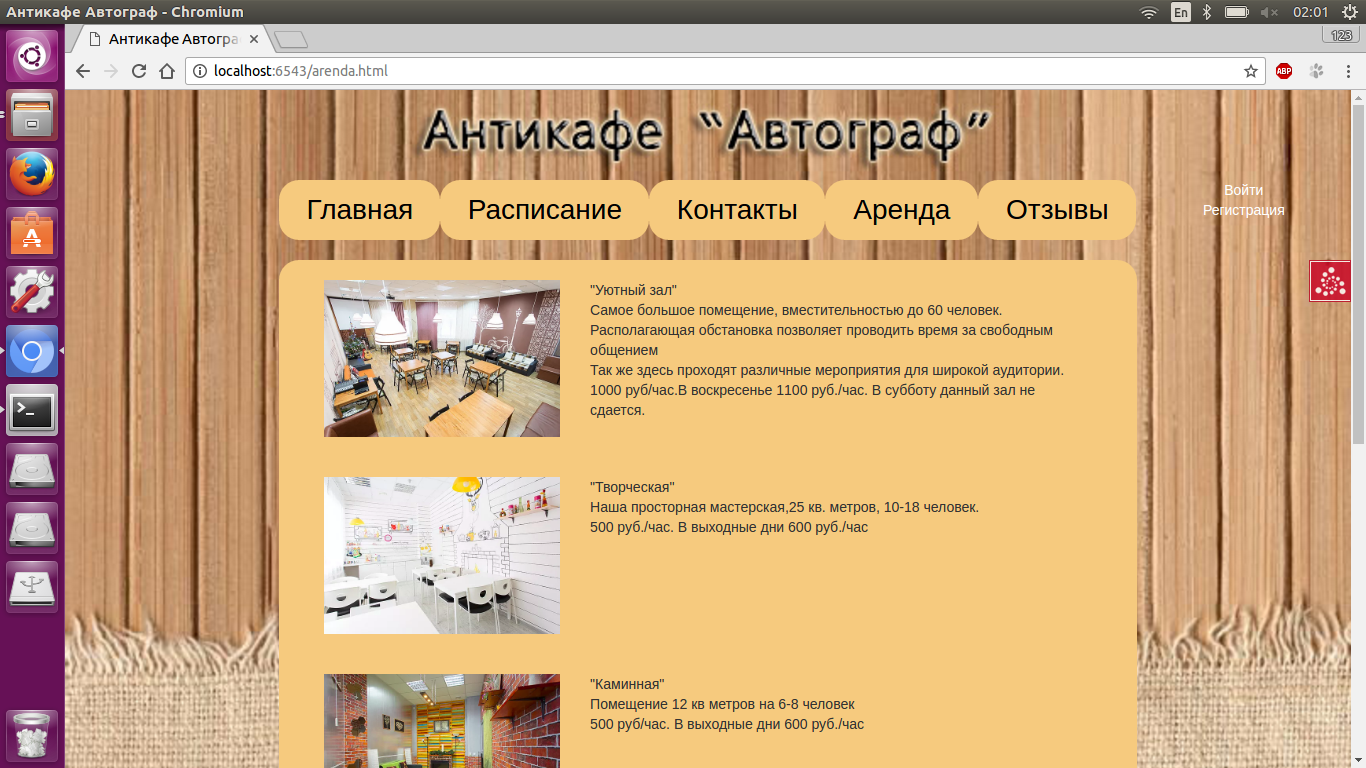 Антикафе Автограф - Chromium
En
02:01
Антикафе Автогра
123
localhost:6543/arenda.html
ABP
Антикафе “Автограф”
Главная
Расписание
Контакты
Аренда
Отзывы
Войти
Регистрация
"Уютный зал"
Самое большое помещение, вместительностью до 60 человек.
Располагающая обстановка позволяет проводить время за свободным
общением
Так же здесь проходят различные мероприятия для широкой аудитории.
1000 руб/час.В воскресенье 1100 руб./час. В субботу данный зал не
сдается.
"Творческая"
Наша просторная мастерская,25 кв. метров, 10-18 человек.
500 руб./час. В выходные дни 600 руб./час
"Каминная"
Помещение 12 кв метров на 6-8 человек
500 руб/час. В выходные дни 600 руб./час